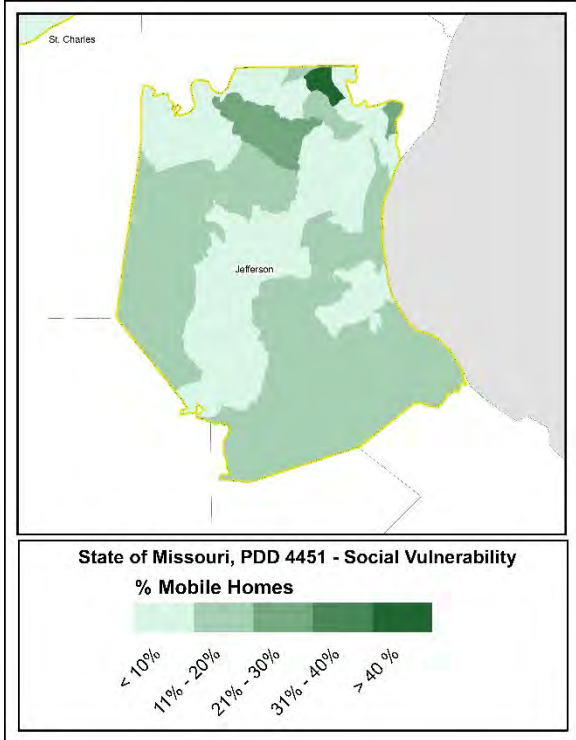 St. Charles
Jefferson
State of Missouri, PDD 4451 - Social Vulnerability
% Mobile Homes
< 10%
11% - 20%
21% - 30%
31% - 40%
> 40 %